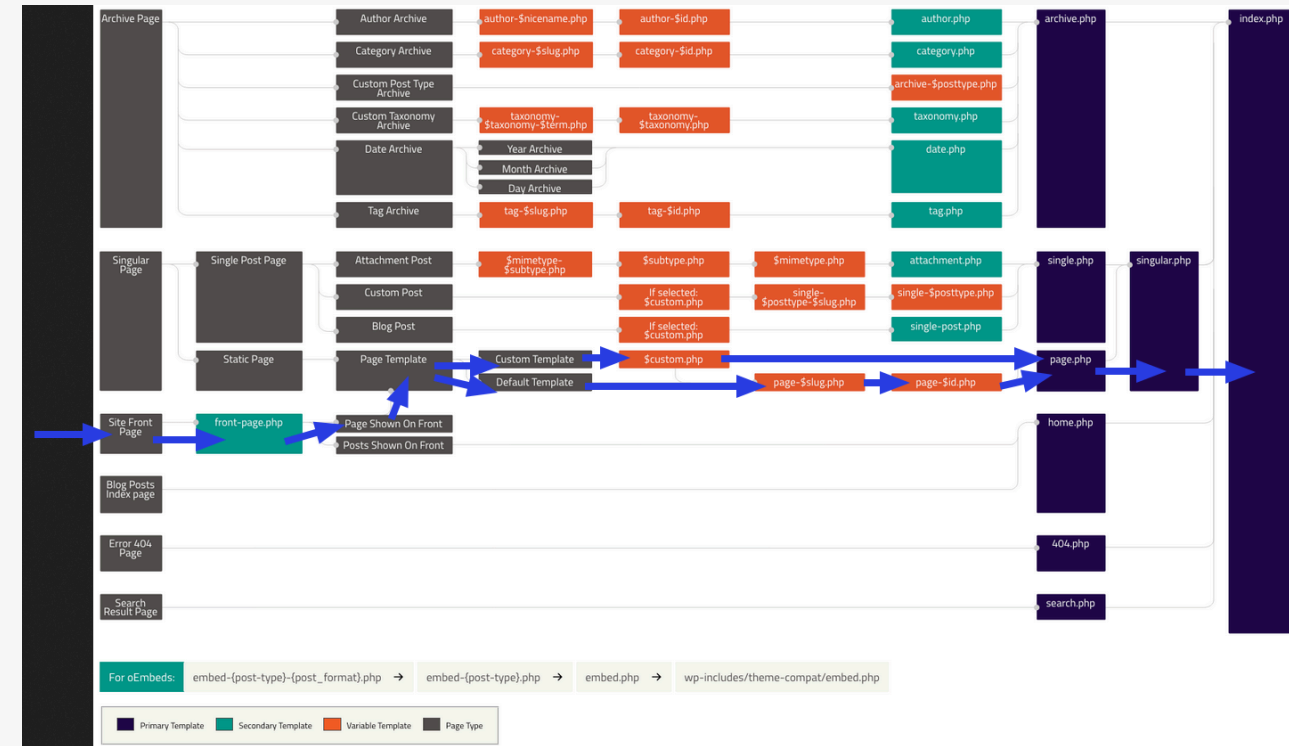 Archive Page
Author Archive
author-$nicename.php
author-$id.php
author.php
archive.php
index.php
Category Archive
category-$slug.php
category-$id.php
category.php
Custom Post Type
Archive
archive-$posttype.php
Custom Taxonomy
Archive
taxonomy-
$taxonomy-$term.php
taxonomy-
$taxonomy.php
taxonomy.php
Date Archive
Year Archive
Month Archive
Day Archive
date.php
Tag Archive
tag-$slug.php
tag-$id.php
tag.php
Singular
Page
Single Post Page
Attachment Post
$mimetype-
$subtype.php
$subtype.php
$mimetype.php
attachment.php
single.php
singular.php
Custom Post
If selected:
$custom.php
single-
$posttype-$slug.php
single-$posttype.php
Blog Post
If selected:
$custom.php
single-post.php
Static Page
Page Template
Custom Template
$custom.php
page.php
Default Template
page-$slug.php
page-$id.php
Site Front
Page
front-page.php
Page Shown On Front
Posts Shown On Front
home.php
Blog Posts
Index page
Error 404
Page
404.php
Search
Result Page
search.php
For oEmbeds:
embed-{post-type}-{post_format}.php →
embed-{post-type}.php →
embed.php →
wp-includes/theme-compat/embed.php
Primary Template
Secondary Template
Variable Template
Page Type